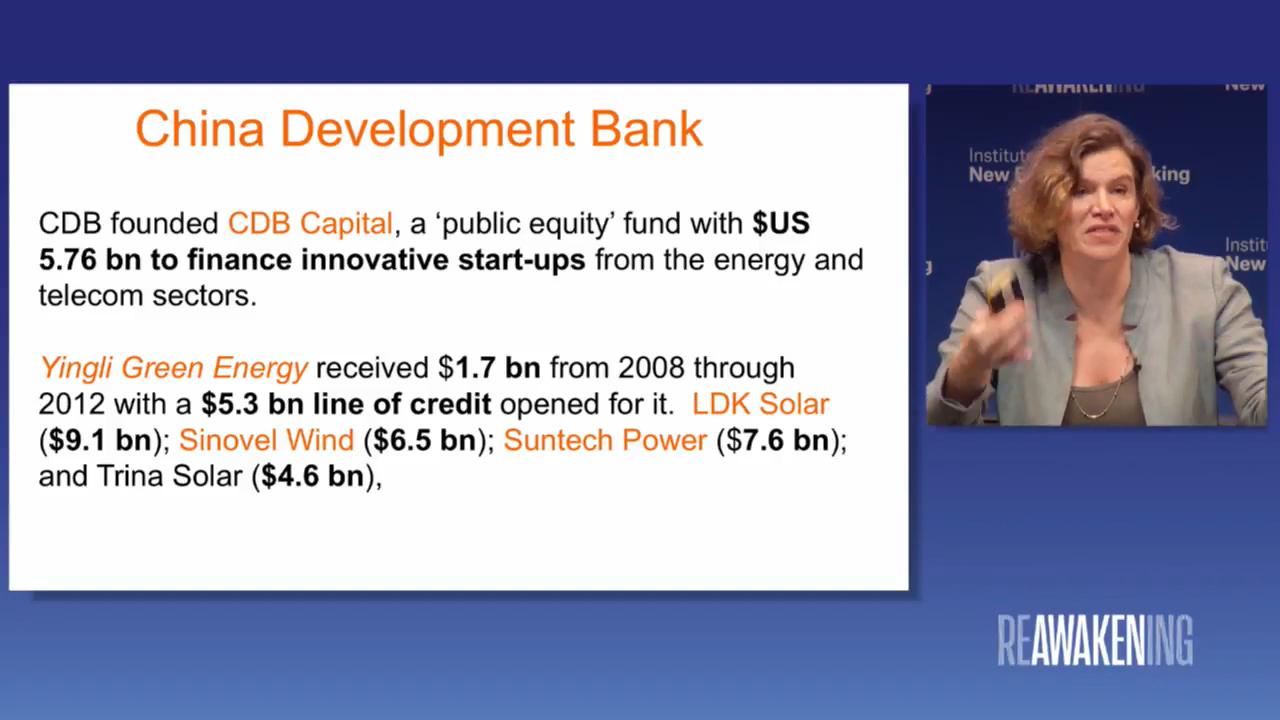 China Development Bank
CDB founded CDB Capital, a ‘public equity’ fund with $US
5.76 bn to finance innovative start-ups from the energy and
telecom sectors.
Yingli Green Energy received $1.7 bn from 2008 through
2012 with a $5.3 bn line of credit opened for it. LDK Solar
($9.1 bn); Sinovel Wind ($6.5 bn); Suntech Power ($7.6 bn);
and Trina Solar ($4.6 bn),
REAWAKENING
New
Institute
New king
Institu
New
REAWAKENING